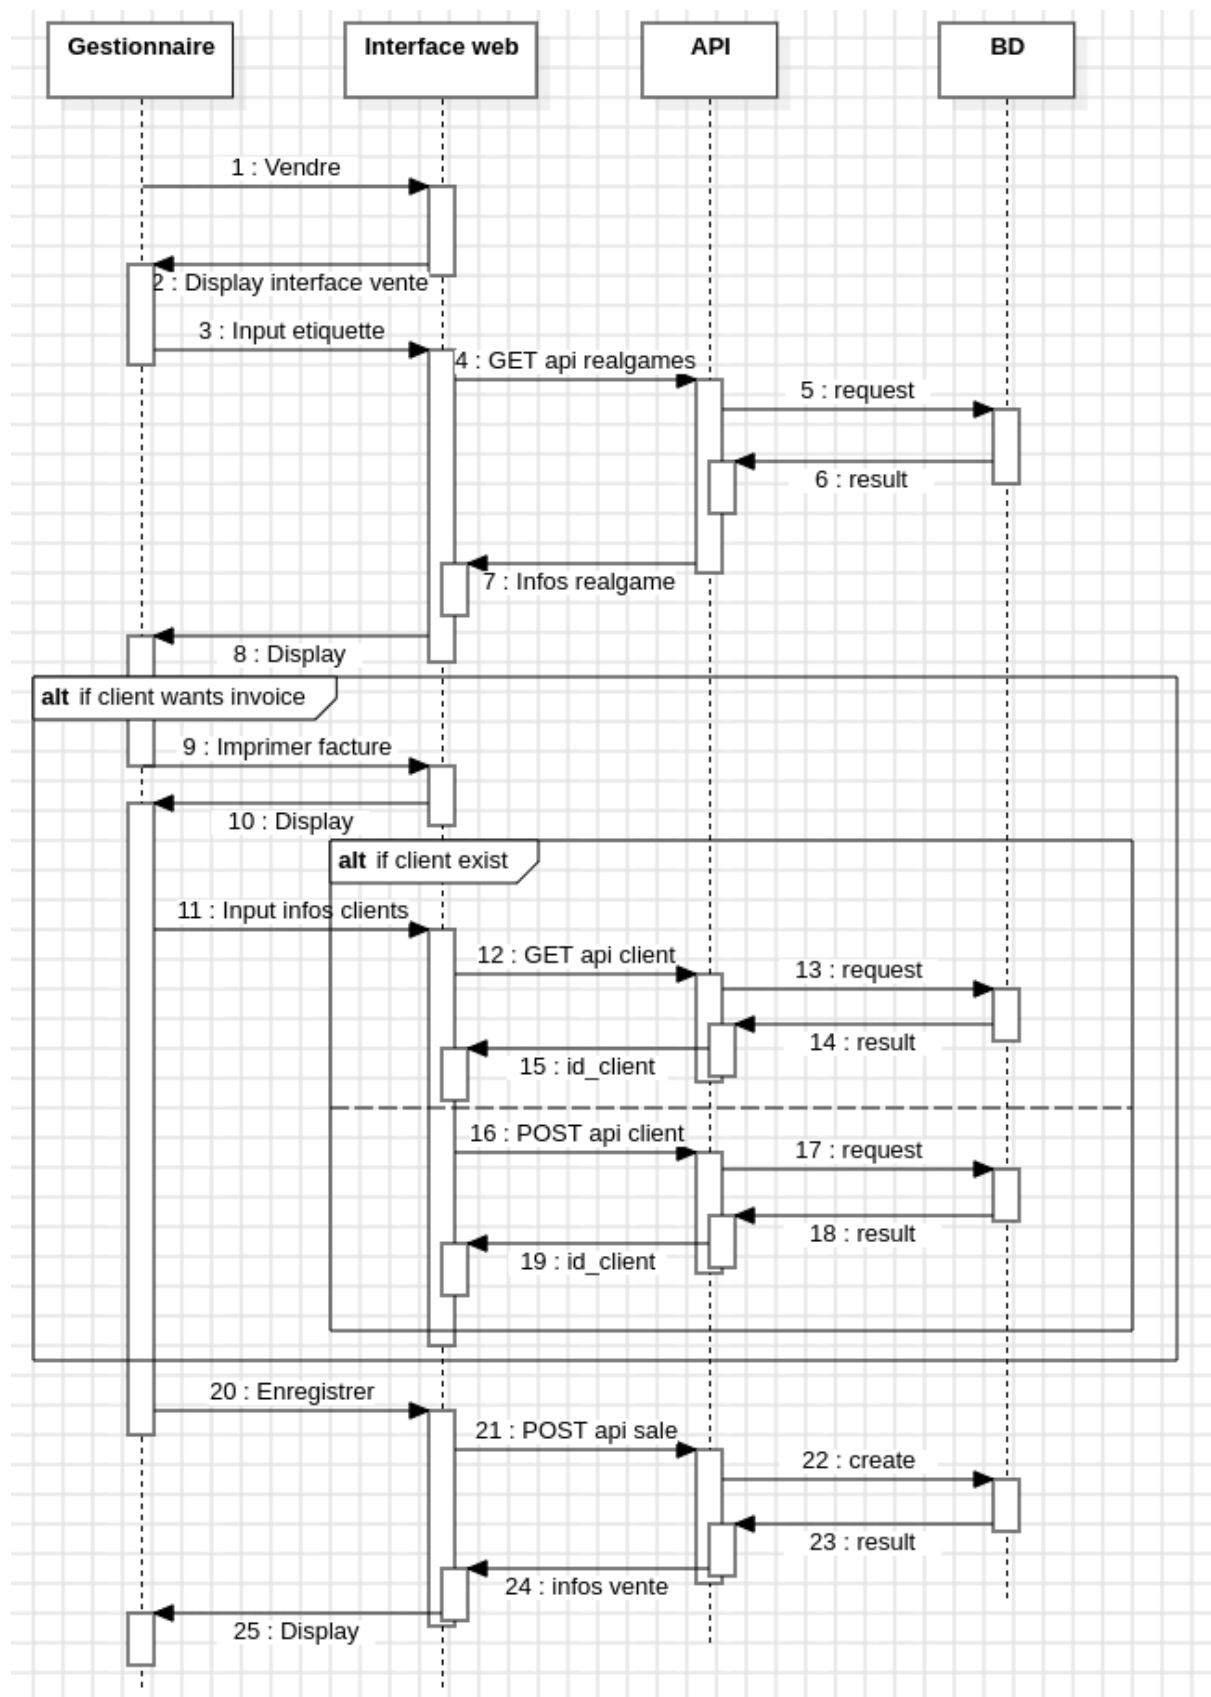 Gestionnaire
Interface web
API
BD
1 : Vendre
2 : Display interface vente
3 : Input etiquette
4 : GET api realgames
5 : request
6 : result
7 : Infos realgame
8 : Display
alt if client wants invoice
9 : Imprimer facture
10 : Display
alt if client exist
11 : Input infos clients
12 : GET api client
13 : request
14 : result
15 : id_client
16 : POST api client
17 : request
18 : result
19 : id_client
20 : Enregistrer
21 : POST api sale
22 : create
23 : result
24 : infos vente
25 : Display